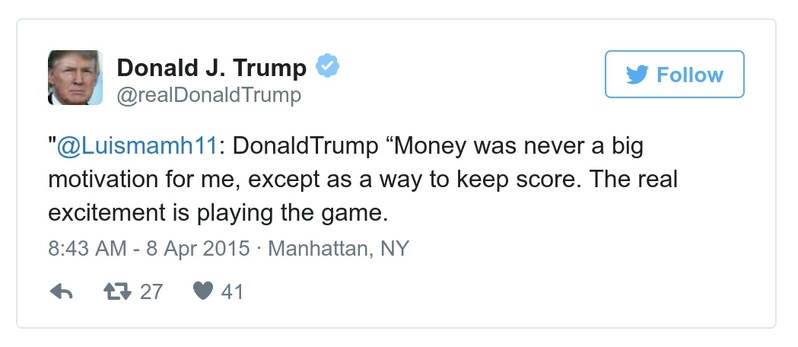 Donald J. Trump
@realDonaldTrump
Follow
"@Luismamh11: DonaldTrump “Money was never a big
motivation for me, except as a way to keep score. The real
excitement is playing the game.
8:43 AM - 8 Apr 2015 · Manhattan, NY
27 41